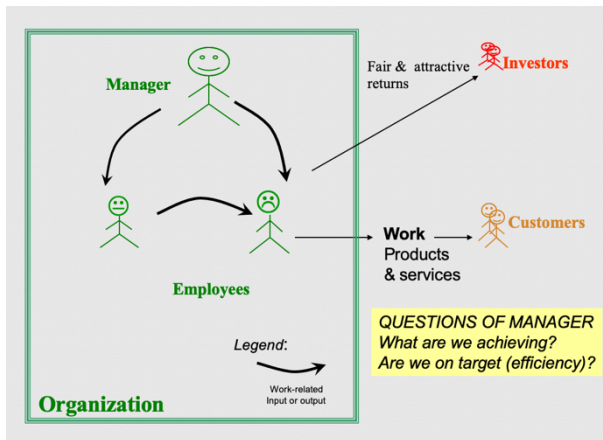 Manager
Fair & attractive
returns
Investors
Work
Products
& services
Customers
Employees
QUESTIONS OF MANAGER
What are we achieving?
Are we on target (efficiency)?
Legend:
Work-related
Input or output
Organization